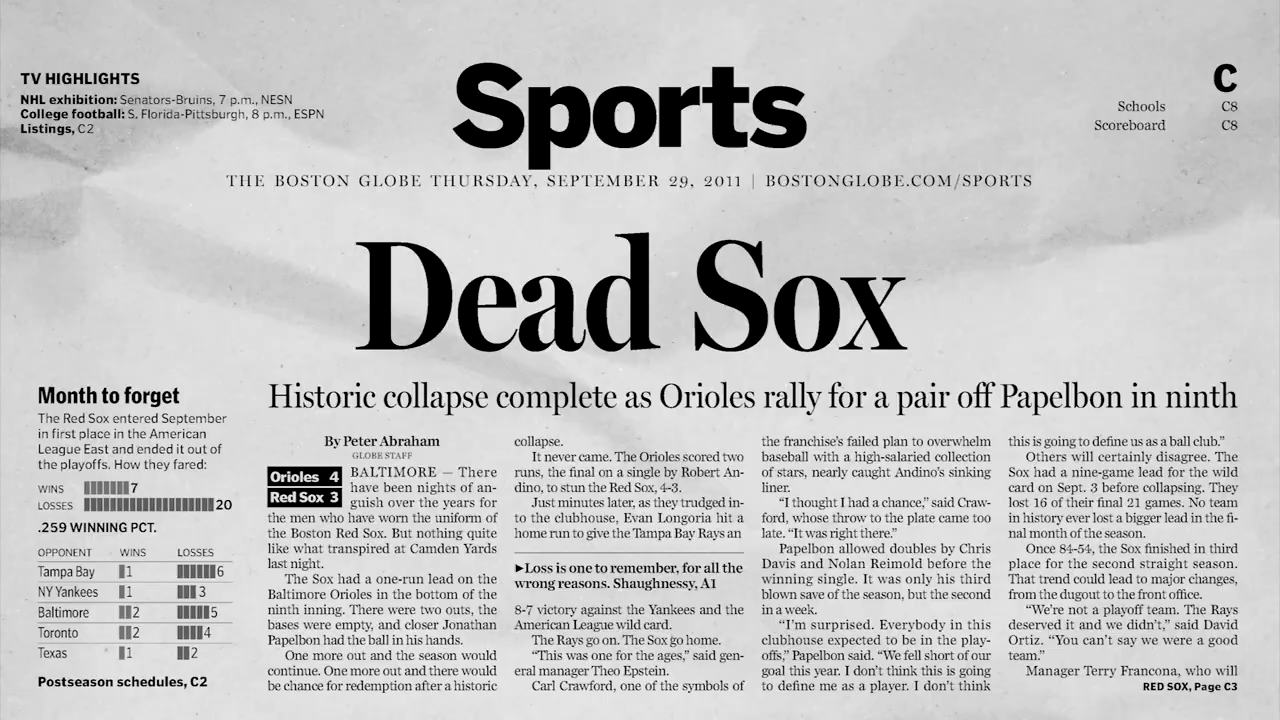 TV HIGHLIGHTS
NHL exhibition: Senators-Bruins, 7 p.m., NESN
College football: S. Florida-Pittsburgh, 8 p.m., ESPN
Listings, C2
Sports
C
Schools C8
Scoreboard C8
THE BOSTON GLOBE THURSDAY, SEPTEMBER 29, 2011 | BOSTONGLOBE.COM/SPORTS
Dead Sox
Month to forget
The Red Sox entered September
in first place in the American
League East and ended it out of
the playoffs. How they fared:
WINS 7
LOSSES 20
.259 WINNING PCT.
OPPONENT WINS LOSSES
Tampa Bay 1 6
NY Yankees 1 3
Baltimore 2 5
Toronto 2 4
Texas 1 2
Postseason schedules, C2
Historic collapse complete as Orioles rally for a pair off Papelbon in ninth
By Peter Abraham
GLOBE STAFF
Orioles 4
Red Sox 3
BALTIMORE — There
have been nights of an-
guish over the years for
the men who have worn the uniform of
the Boston Red Sox. But nothing quite
like what transpired at Camden Yards
last night.
The Sox had a one-run lead on the
Baltimore Orioles in the bottom of the
ninth inning. There were two outs, the
bases were empty, and closer Jonathan
Papelbon had the ball in his hands.
One more out and the season would
continue. One more out and there would
be chance for redemption after a historic
collapse.
It never came. The Orioles scored two
runs, the final on a single by Robert An-
dino, to stun the Red Sox, 4-3.
Just minutes later, as they trudged in-
to the clubhouse, Evan Longoria hit a
home run to give the Tampa Bay Rays an
►Loss is one to remember, for all the
wrong reasons. Shaughnessy, A1
8-7 victory against the Yankees and the
American League wild card.
The Rays go on. The Sox go home.
“This was one for the ages,” said gen-
eral manager Theo Epstein.
Carl Crawford, one of the symbols of
the franchise’s failed plan to overwhelm
baseball with a high-salaried collection
of stars, nearly caught Andino’s sinking
liner.
“I thought I had a chance,” said Craw-
ford, whose throw to the plate came too
late. “It was right there.”
Papelbon allowed doubles by Chris
Davis and Nolan Reimold before the
winning single. It was only his third
blown save of the season, but the second
in a week.
“I’m surprised. Everybody in this
clubhouse expected to be in the play-
offs,” Papelbon said. “We fell short of our
goal this year. I don’t think this is going
to define me as a player. I don’t think
this is going to define us as a ball club.”
Others will certainly disagree. The
Sox had a nine-game lead for the wild
card on Sept. 3 before collapsing. They
lost 16 of their final 21 games. No team
in history ever lost a bigger lead in the fi-
nal month of the season.
Once 84-54, the Sox finished in third
place for the second straight season.
That trend could lead to major changes,
from the dugout to the front office.
“We’re not a playoff team. The Rays
deserved it and we didn’t,” said David
Ortiz. “You can’t say we were a good
team.”
Manager Terry Francona, who will
RED SOX, Page C3